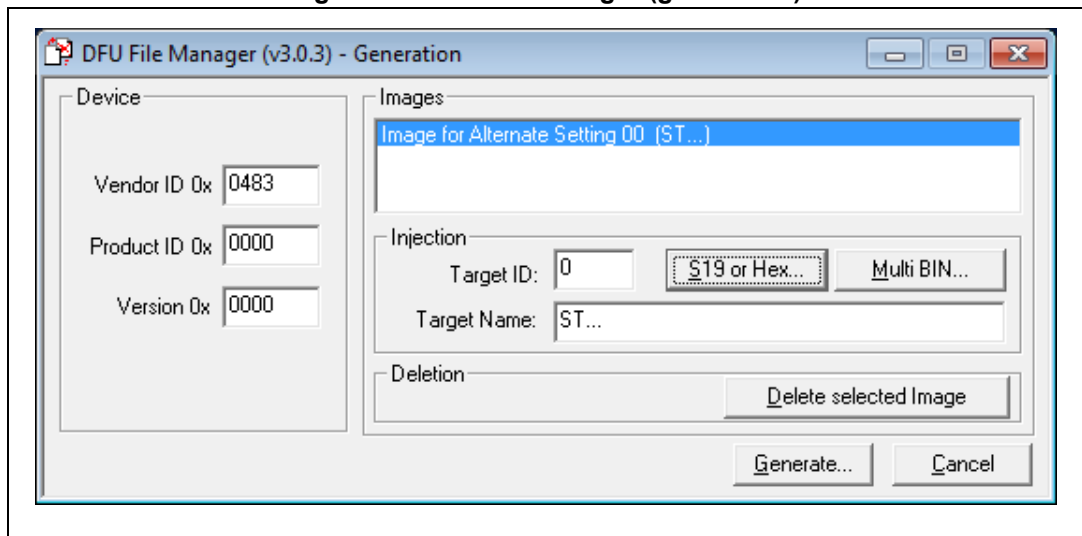 DFU File Manager (v3.0.3) - Generation
Device
Vendor ID 0x 0483
Product ID 0x 0000
Version 0x 0000
Images
Image for Alternate Setting 00 (ST...)
Injection
Target ID: 0 S19 or Hex... Multi BIN...
Target Name: ST...
Deletion
Delete selected Image
Generate... Cancel